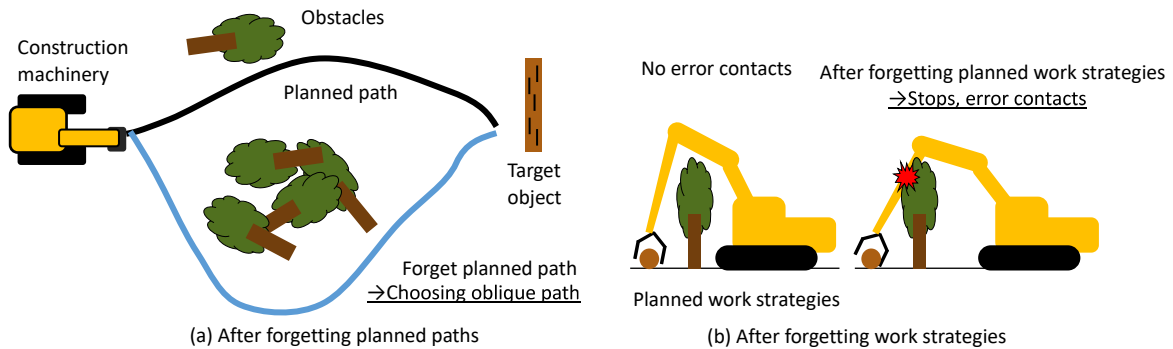 Obstacles
Construction
machinery
Planned path
Target
object
Forget planned path
→Choosing oblique path
(a) After forgetting planned paths
No error contacts
After forgetting planned work strategies
→Stops, error contacts
Planned work strategies
(b) After forgetting work strategies